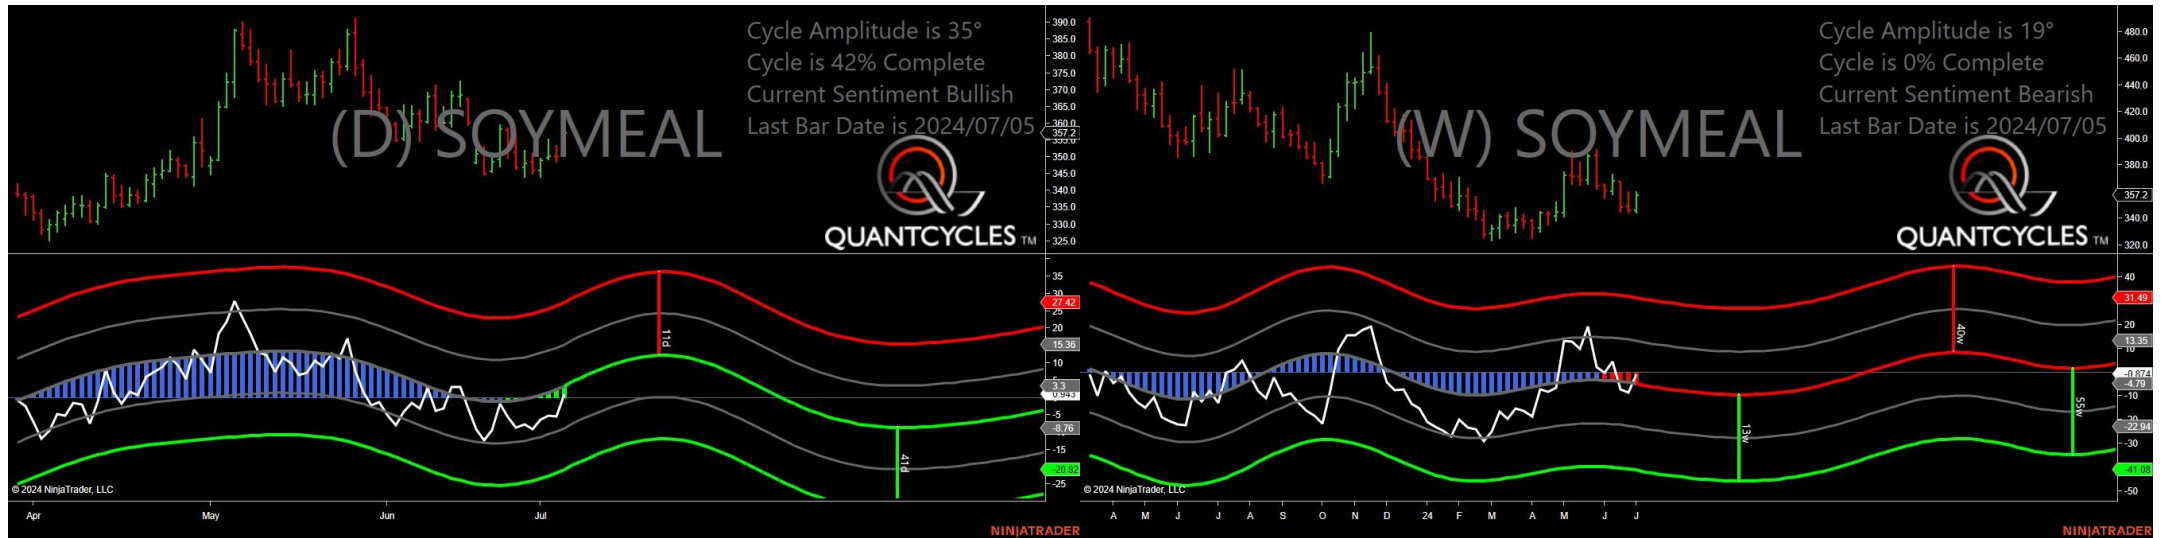 Cycle Amplitude is 35°
Cycle is 42% Complete
Current Sentiment Bullish
Last Bar Date is 2024/07/05
(D) SOYMEAL
QUANTCYCLES TM
390.0
385.0
380.0
375.0
370.0
365.0
360.0
357.2
355.0
350.0
345.0
340.0
335.0
330.0
325.0
35
30
27.42
25
20
15.36
10
5
3.3
0.943
-5
-8.76
-15
-20.82
-25
11d
41d
© 2024 NinjaTrader, LLC
Apr
May
Jun
Jul
NINJATRADER
Cycle Amplitude is 19°
Cycle is 0% Complete
Current Sentiment Bearish
Last Bar Date is 2024/07/05
(W) SOYMEAL
QUANTCYCLES TM
480.0
460.0
440.0
420.0
400.0
380.0
357.2
340.0
320.0
40
31.49
20
13.35
10
-0.874
-4.79
-10
-20
-22.94
-30
-41.08
-50
40w
13w
55w
© 2024 NinjaTrader, LLC
A M J J A S O N D 24 F M A M J J
NINJATRADER